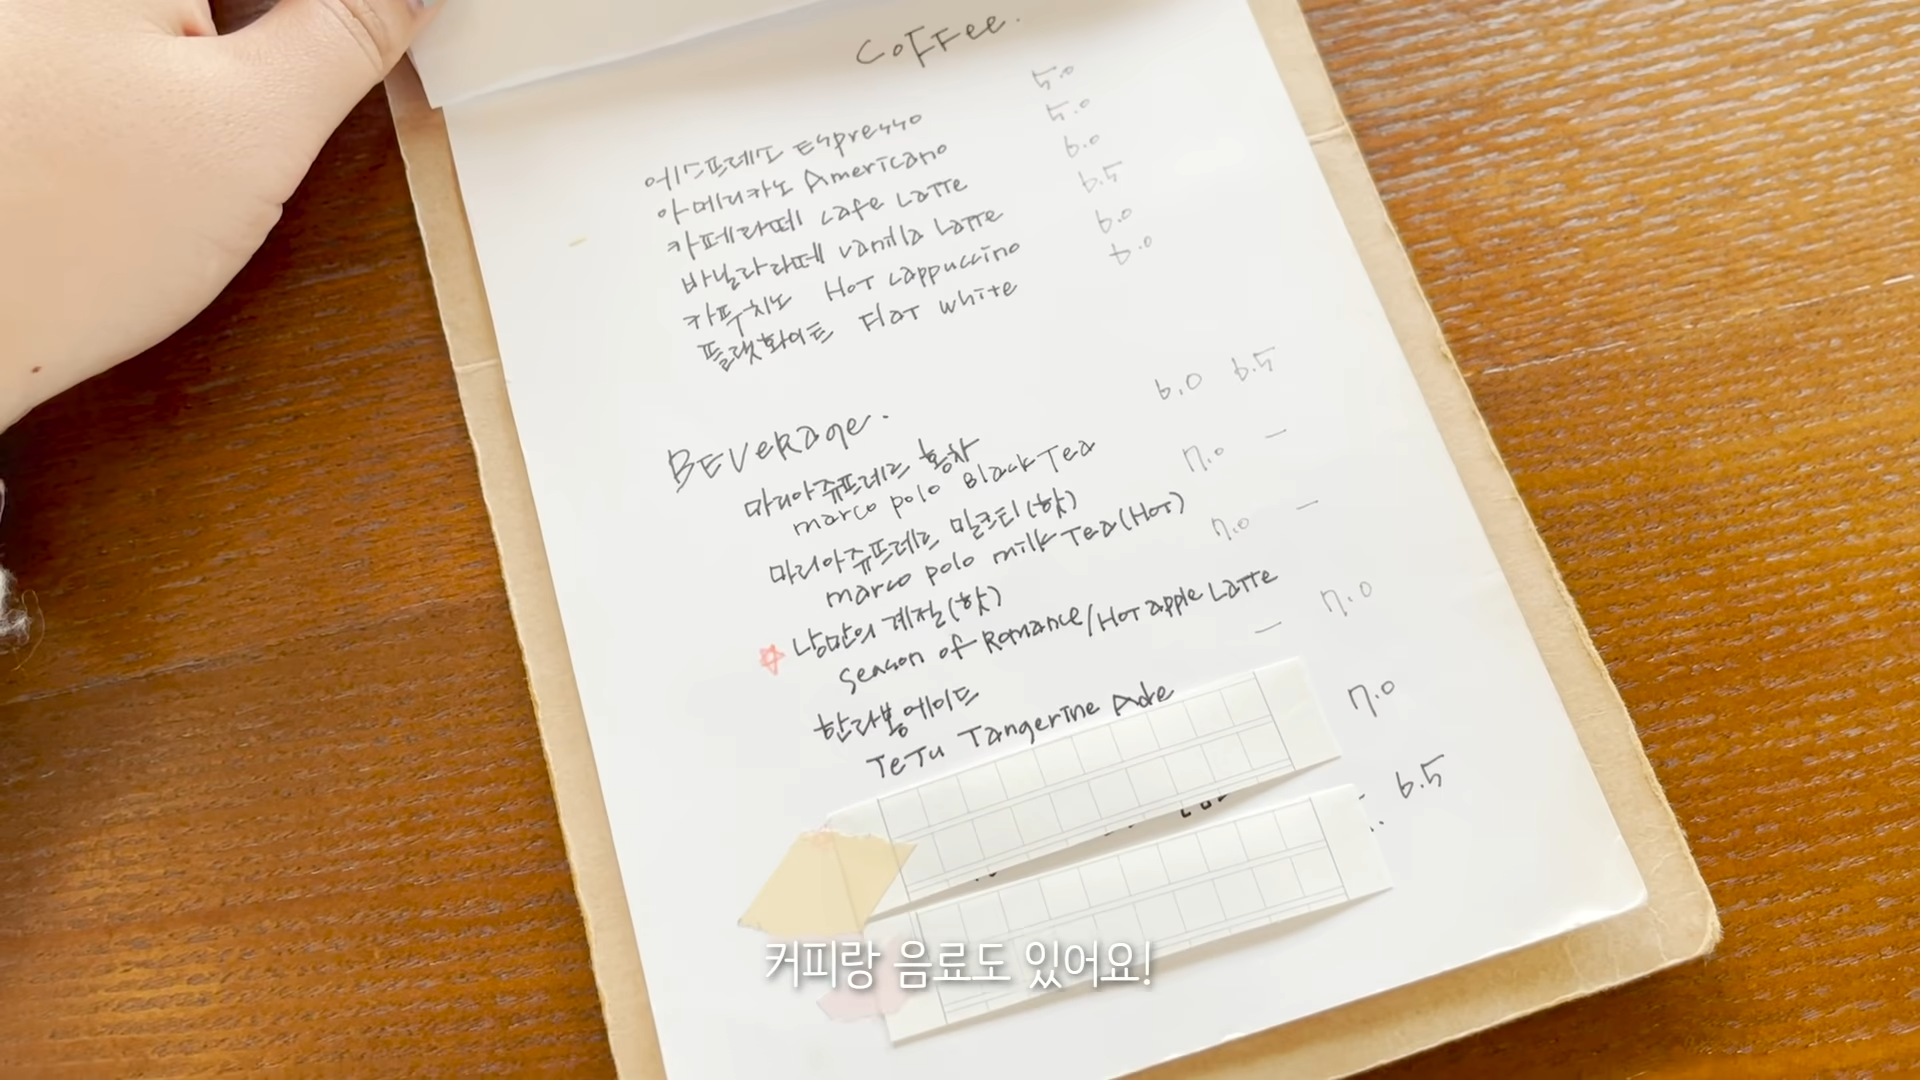 COFFEE.
에스프레소 Espresso 5.0
아메리카노 Americano 5.0
카페라떼 Cafe Latte 6.0
바닐라라떼 vanilla Latte 6.5
카푸치노 Hot Cappuccino 6.0
플랫화이트 Flat white 6.0
BEVERAGE.
마리아쥬프레르 홍차 6.0 6.5
marco polo Black Tea
마리아쥬프레르 밀크티(핫) 7.0 —
marco polo milk Tea(Hot)
낭만의 계절(핫) 7.0 —
Season of Romance/Hot apple Latte
한라봉에이드 — 7.0
TeTu Tangerine Ade
7.0
6.5
커피랑 음료도 있어요!